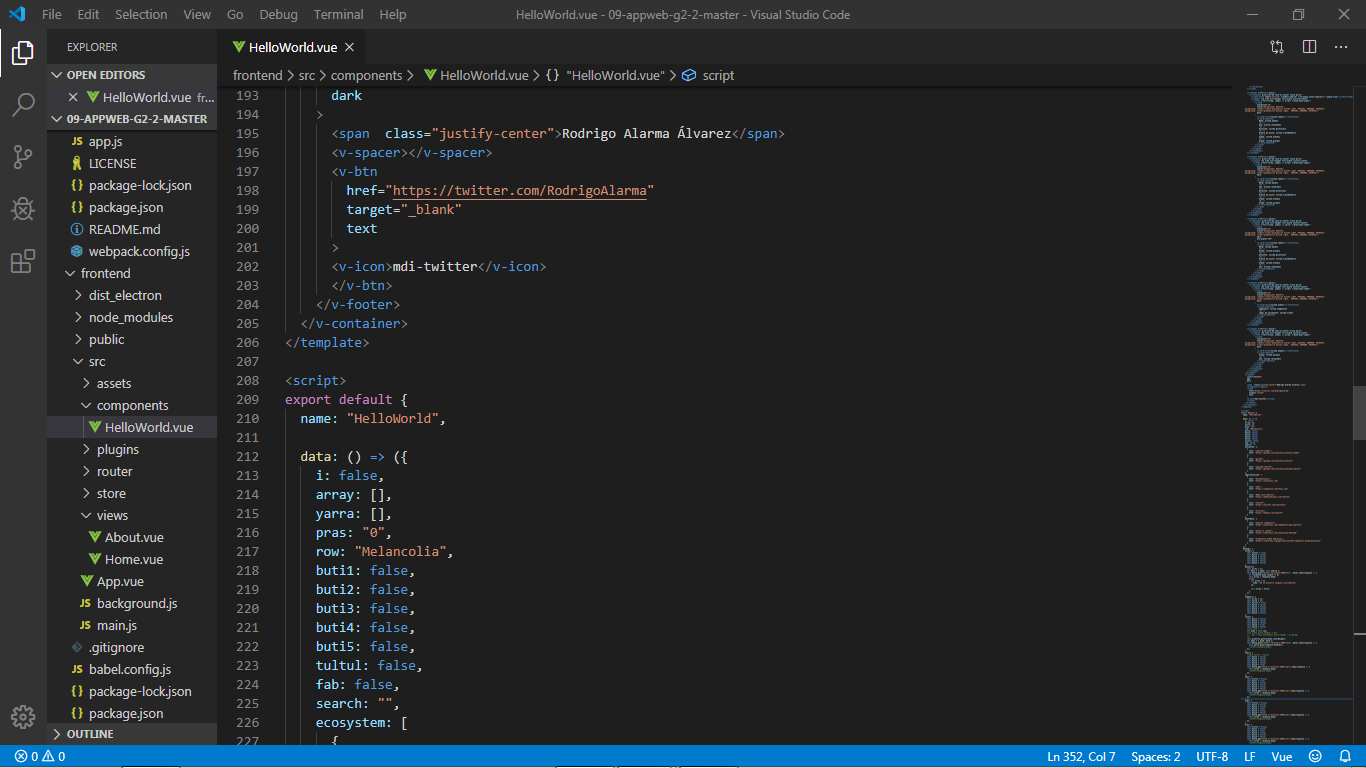 File Edit Selection View Go Debug Terminal Help HelloWorld.vue - 09-appweb-g2-2-master - Visual Studio Code
EXPLORER
OPEN EDITORS
HelloWorld.vue fr...
09-APPWEB-G2-2-MASTER
JS app.js
LICENSE
{} package-lock.json
{} package.json
README.md
webpack.config.js
frontend
dist_electron
node_modules
public
src
assets
components
HelloWorld.vue
plugins
router
store
views
About.vue
Home.vue
App.vue
JS background.js
JS main.js
.gitignore
JS babel.config.js
{} package-lock.json
{} package.json
OUTLINE
HelloWorld.vue
frontend > src > components > HelloWorld.vue > {} "HelloWorld.vue" > script
193 dark
194 >
195 <span  class="justify-center">Rodrigo Alarma Álvarez</span>
196 <v-spacer></v-spacer>
197 <v-btn
198 href="https://twitter.com/RodrigoAlarma"
199 target="_blank"
200 text
201 >
202 <v-icon>mdi-twitter</v-icon>
203 </v-btn>
204 </v-footer>
205 </v-container>
206 </template>
207
208 <script>
209 export default {
210 name: "HelloWorld",
211
212 data: () => ({
213 i: false,
214 array: [],
215 yarra: [],
216 pras: "0",
217 row: "Melancolia",
218 buti1: false,
219 buti2: false,
220 buti3: false,
221 buti4: false,
222 buti5: false,
223 tultul: false,
224 fab: false,
225 search: "",
226 ecosystem: [
227 {
0 0 Ln 352, Col 7 Spaces: 2 UTF-8 LF Vue